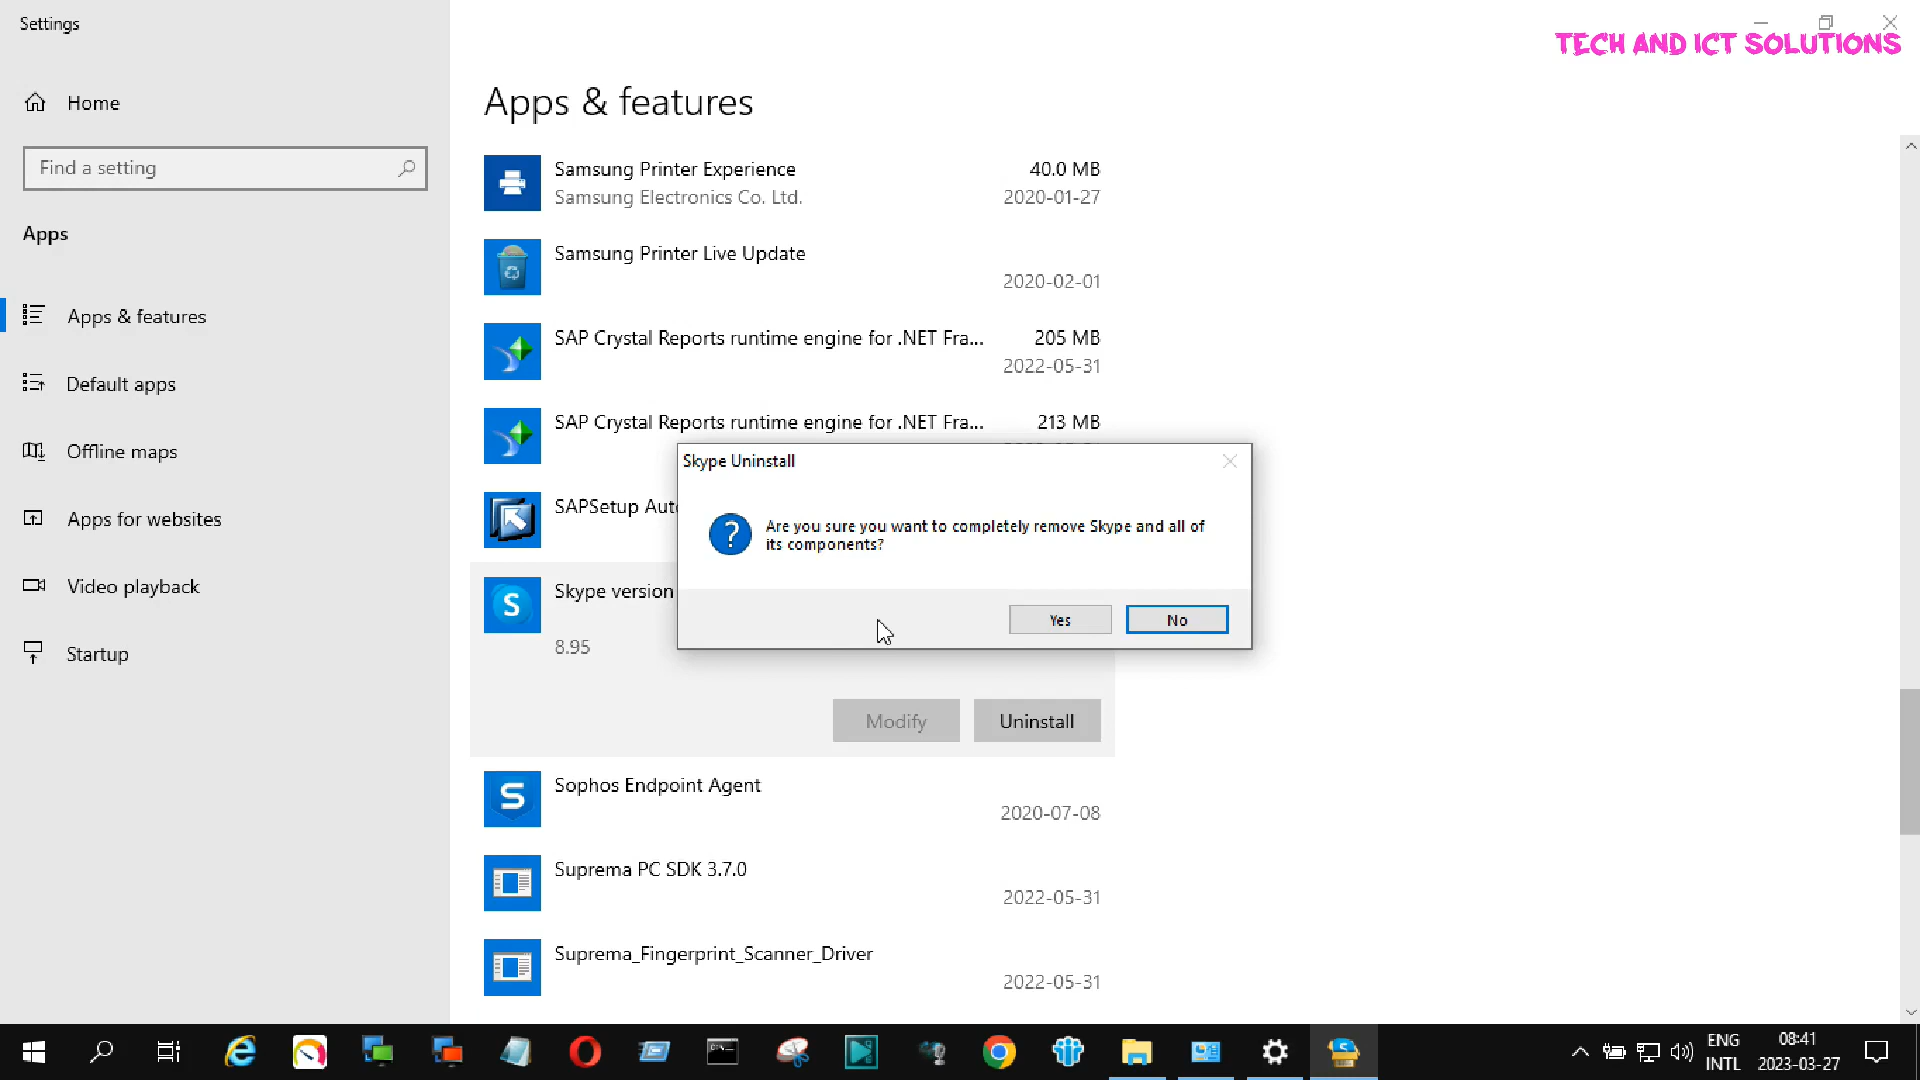 Settings
TECH AND ICT SOLUTIONS
Home
Find a setting
Apps
Apps & features
Default apps
Offline maps
Apps for websites
Video playback
Startup
Apps & features
Samsung Printer Experience
40.0 MB
Samsung Electronics Co. Ltd.
2020-01-27
Samsung Printer Live Update
2020-02-01
SAP Crystal Reports runtime engine for .NET Fra...
205 MB
2022-05-31
SAP Crystal Reports runtime engine for .NET Fra...
213 MB
SAPSetup Aut
Skype Uninstall
Are you sure you want to completely remove Skype and all of
its components?
Yes
No
Skype version
8.95
Modify
Uninstall
Sophos Endpoint Agent
2020-07-08
Suprema PC SDK 3.7.0
2022-05-31
Suprema_Fingerprint_Scanner_Driver
2022-05-31
ENG
INTL
08:41
2023-03-27